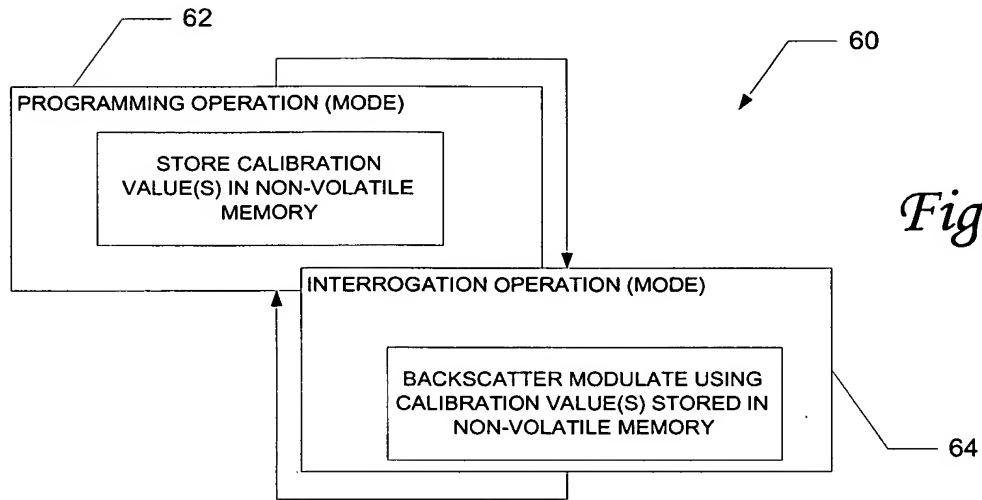 62
60
PROGRAMMING OPERATION (MODE)
STORE CALIBRATION
VALUE(S) IN NON-VOLATILE
MEMORY
Fig
INTERROGATION OPERATION (MODE)
BACKSCATTER MODULATE USING
CALIBRATION VALUE(S) STORED IN
NON-VOLATILE MEMORY
64